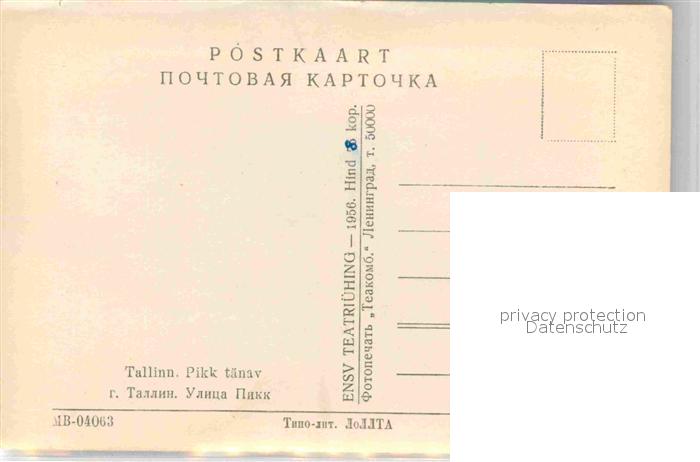 POSTKAART
ПОЧТОВАЯ КАРТОЧКА
ENSV TEATRIÜHING — 1956. Hind 8 kop.
Фотопечать „Теакомб.“ Ленинград, т. 50000
privacy protection
Datenschutz
Tallinn. Pikk tänav
г. Таллин. Улица Пикк
МВ-04063
Типо-лит. ЛоЛЛТА